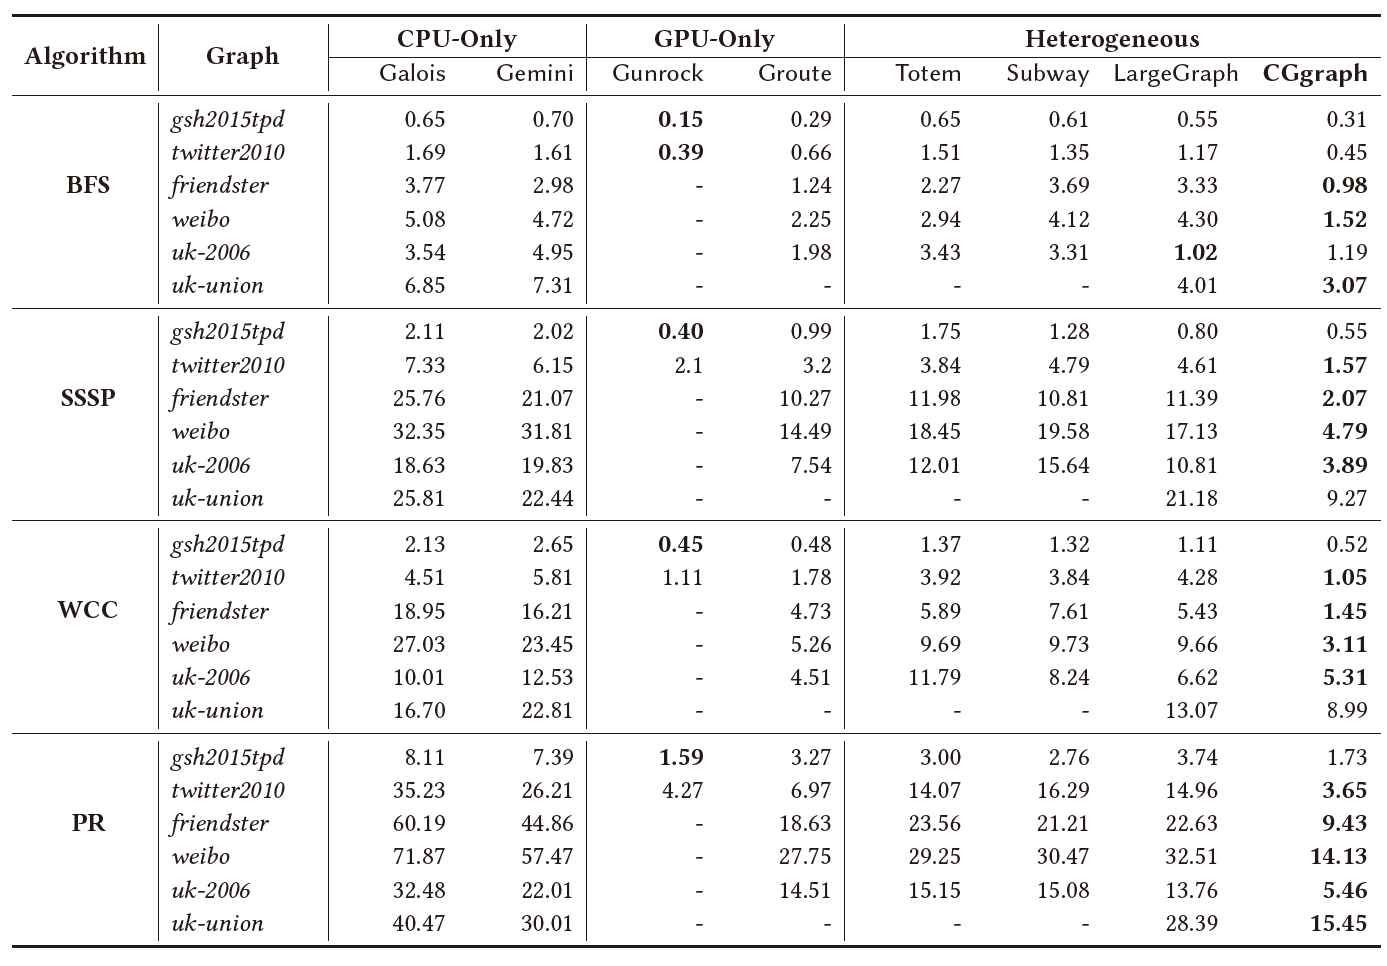 Algorithm Graph CPU-Only GPU-Only Heterogeneous
Galois Gemini Gunrock Groute Totem Subway LargeGraph CGgraph
BFS
gsh2015tpd 0.65 0.70 0.15 0.29 0.65 0.61 0.55 0.31
twitter2010 1.69 1.61 0.39 0.66 1.51 1.35 1.17 0.45
friendster 3.77 2.98 - 1.24 2.27 3.69 3.33 0.98
weibo 5.08 4.72 - 2.25 2.94 4.12 4.30 1.52
uk-2006 3.54 4.95 - 1.98 3.43 3.31 1.02 1.19
uk-union 6.85 7.31 - - - - 4.01 3.07
SSSP
gsh2015tpd 2.11 2.02 0.40 0.99 1.75 1.28 0.80 0.55
twitter2010 7.33 6.15 2.1 3.2 3.84 4.79 4.61 1.57
friendster 25.76 21.07 - 10.27 11.98 10.81 11.39 2.07
weibo 32.35 31.81 - 14.49 18.45 19.58 17.13 4.79
uk-2006 18.63 19.83 - 7.54 12.01 15.64 10.81 3.89
uk-union 25.81 22.44 - - - - 21.18 9.27
WCC
gsh2015tpd 2.13 2.65 0.45 0.48 1.37 1.32 1.11 0.52
twitter2010 4.51 5.81 1.11 1.78 3.92 3.84 4.28 1.05
friendster 18.95 16.21 - 4.73 5.89 7.61 5.43 1.45
weibo 27.03 23.45 - 5.26 9.69 9.73 9.66 3.11
uk-2006 10.01 12.53 - 4.51 11.79 8.24 6.62 5.31
uk-union 16.70 22.81 - - - - 13.07 8.99
PR
gsh2015tpd 8.11 7.39 1.59 3.27 3.00 2.76 3.74 1.73
twitter2010 35.23 26.21 4.27 6.97 14.07 16.29 14.96 3.65
friendster 60.19 44.86 - 18.63 23.56 21.21 22.63 9.43
weibo 71.87 57.47 - 27.75 29.25 30.47 32.51 14.13
uk-2006 32.48 22.01 - 14.51 15.15 15.08 13.76 5.46
uk-union 40.47 30.01 - - - - 28.39 15.45